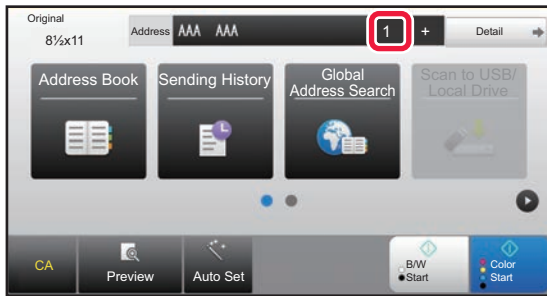 Original
8½x11
Address AAA AAA 1 + Detail
Address Book
Sending History
Global
Address Search
Scan to USB/
Local Drive
CA
Preview
Auto Set
B/W
Start
Color
Start